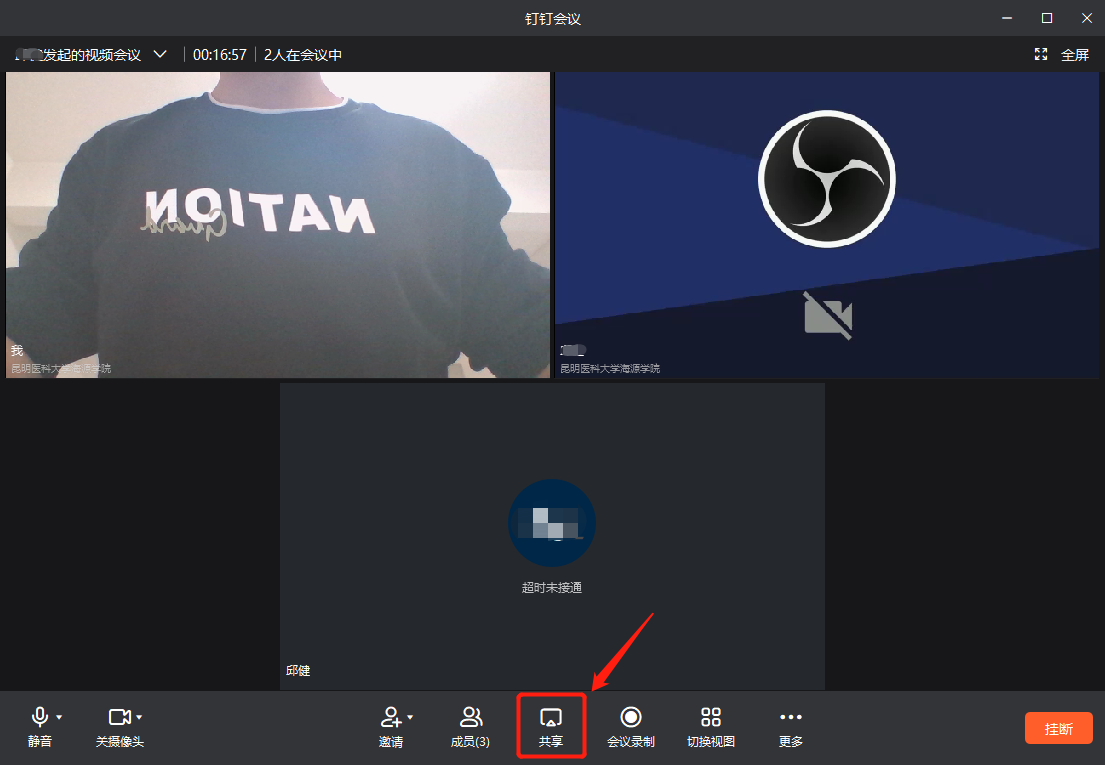 钉钉会议
发起的视频会议 00:16:57 2人在会议中 全屏
NATION
我
昆明医科大学海源学院
昆明医科大学海源学院
超时未接通
邱健
静音 关摄像头 邀请 成员(3) 共享 会议录制 切换视图 更多 挂断